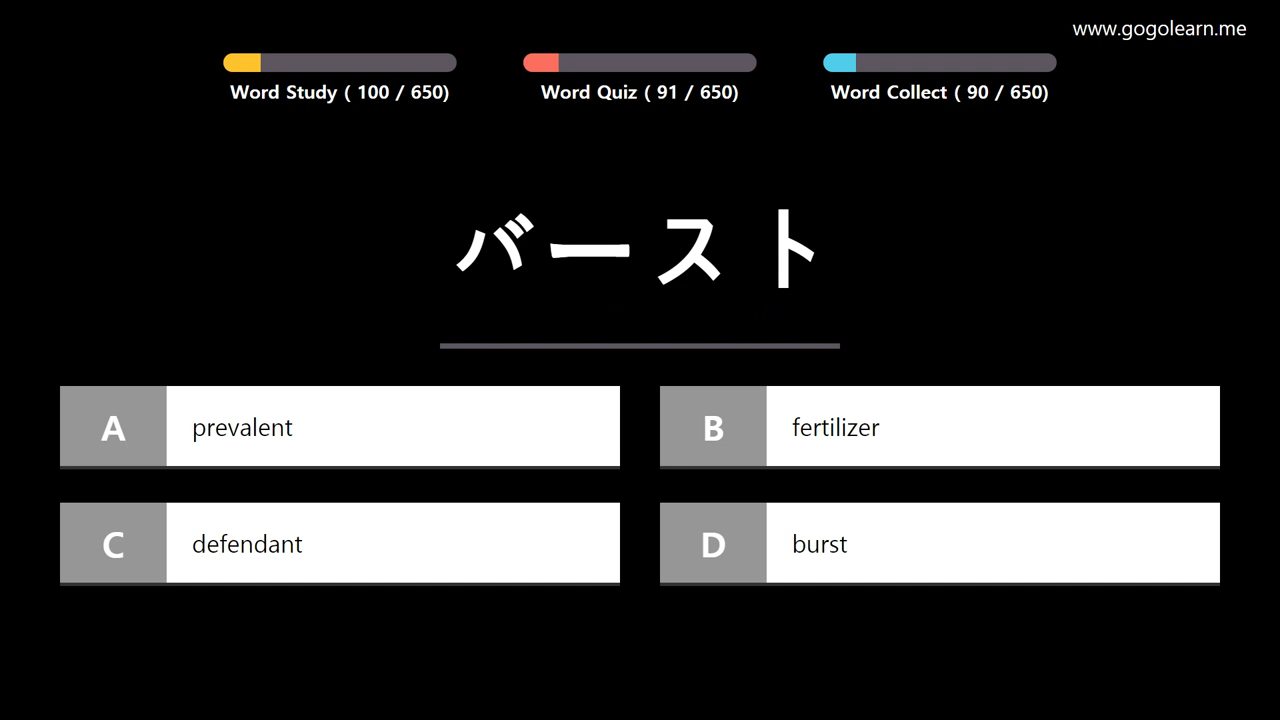 www.gogolearn.me
Word Study ( 100 / 650)
Word Quiz ( 91 / 650)
Word Collect ( 90 / 650)
バースト
A prevalent
B fertilizer
C defendant
D burst